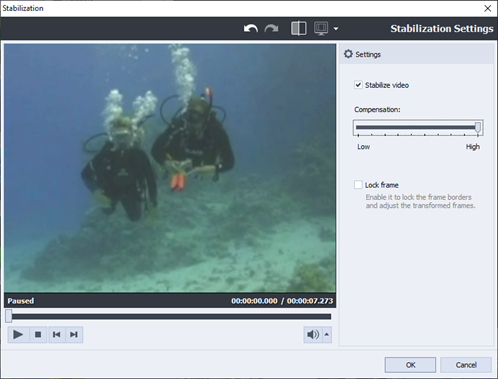 Stabilization
Stabilization Settings
Settings
Stabilize video
Compensation:
Low High
Lock frame
Enable it to lock the frame borders
and adjust the transformed frames.
Paused 00:00:00.000 / 00:00:07.273
OK Cancel